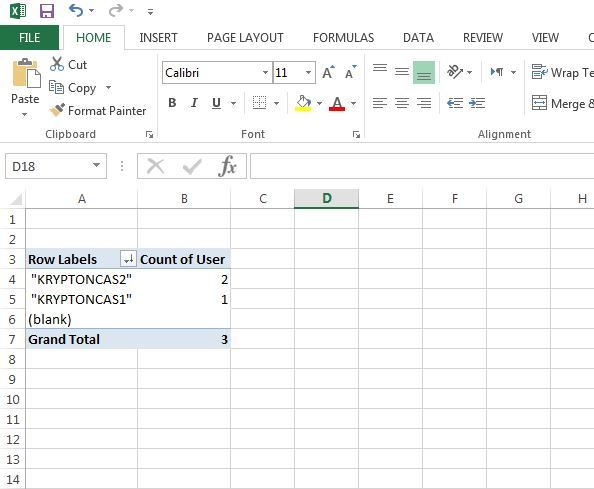 FILE HOME INSERT PAGE LAYOUT FORMULAS DATA REVIEW VIEW
Paste
Cut
Copy
Format Painter
Clipboard
Calibri 11
A A
B I U A
Font
Wrap Te
Merge &
Alignment
D18 fx
A B C D E F G H
1
2
3 Row Labels Count of User
4 "KRYPTONCAS2" 2
5 "KRYPTONCAS1" 1
6 (blank)
7 Grand Total 3
8
9
10
11
12
13
14